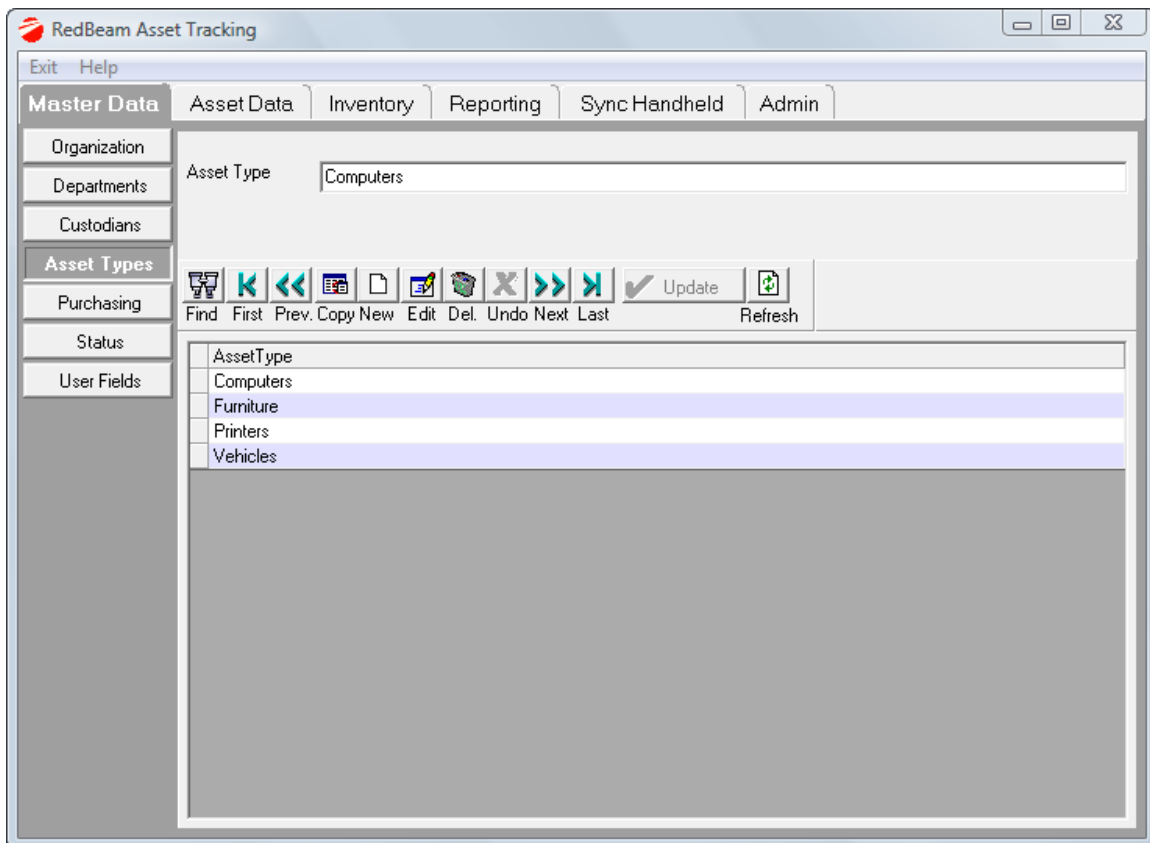 RedBeam Asset Tracking
Exit Help
Master Data Asset Data Inventory Reporting Sync Handheld Admin
Organization
Departments
Custodians
Asset Types
Purchasing
Status
User Fields
Asset Type Computers
Update
Find First Prev. Copy New Edit Del. Undo Next Last Refresh
AssetType
Computers
Furniture
Printers
Vehicles